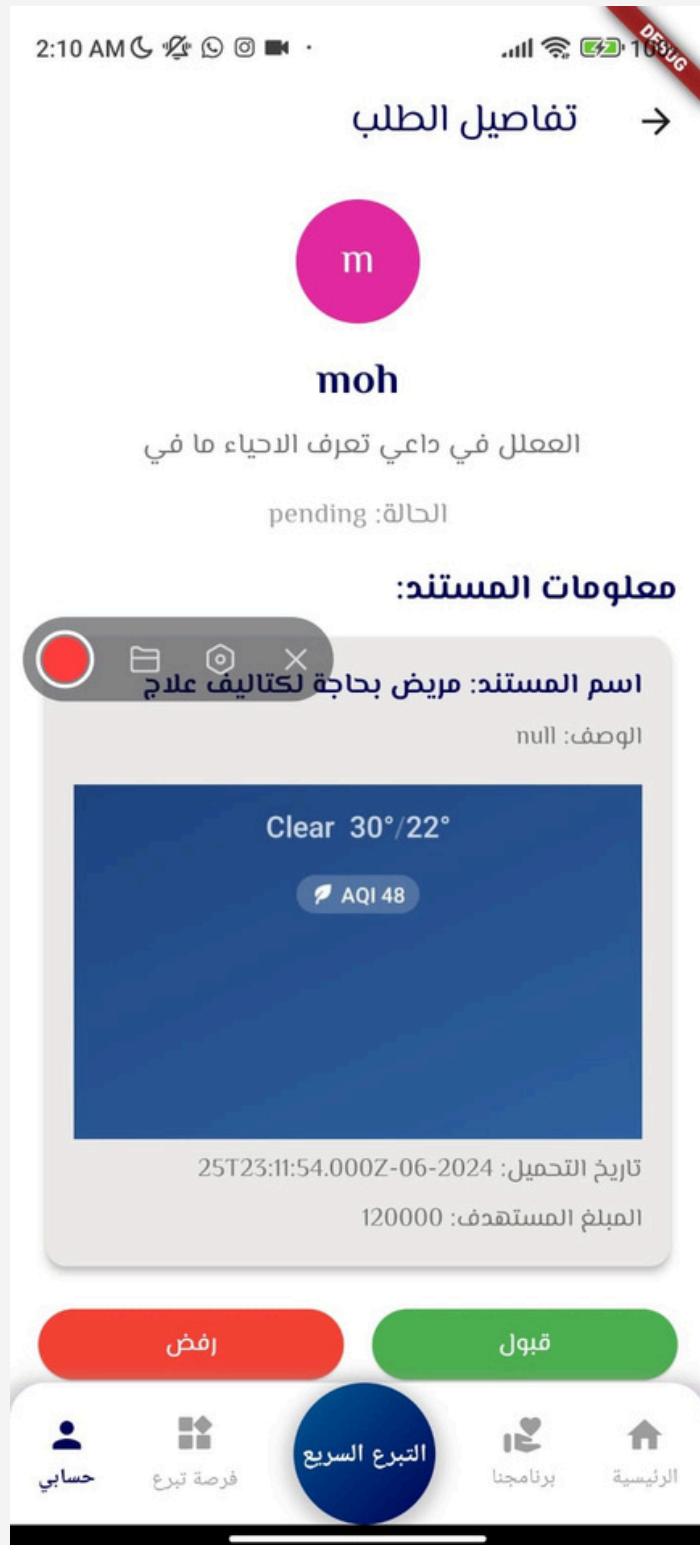 2:10 AM
DEBUG
تفاصيل الطلب
m
moh
العملل في داعي تعرف الاحياء ما في
الحالة: pending
معلومات المستند:
اسم المستند: مريض بحاجة لكتاليف علاج
الوصف: null
Clear 30°/22°
AQI 48
تاريخ التحميل: 2024-06-25T23:11:54.000Z
المبلغ المستهدف: 120000
قبول
رفض
الرئيسية
برنامجنا
التبرع السريع
فرصة تبرع
حسابي